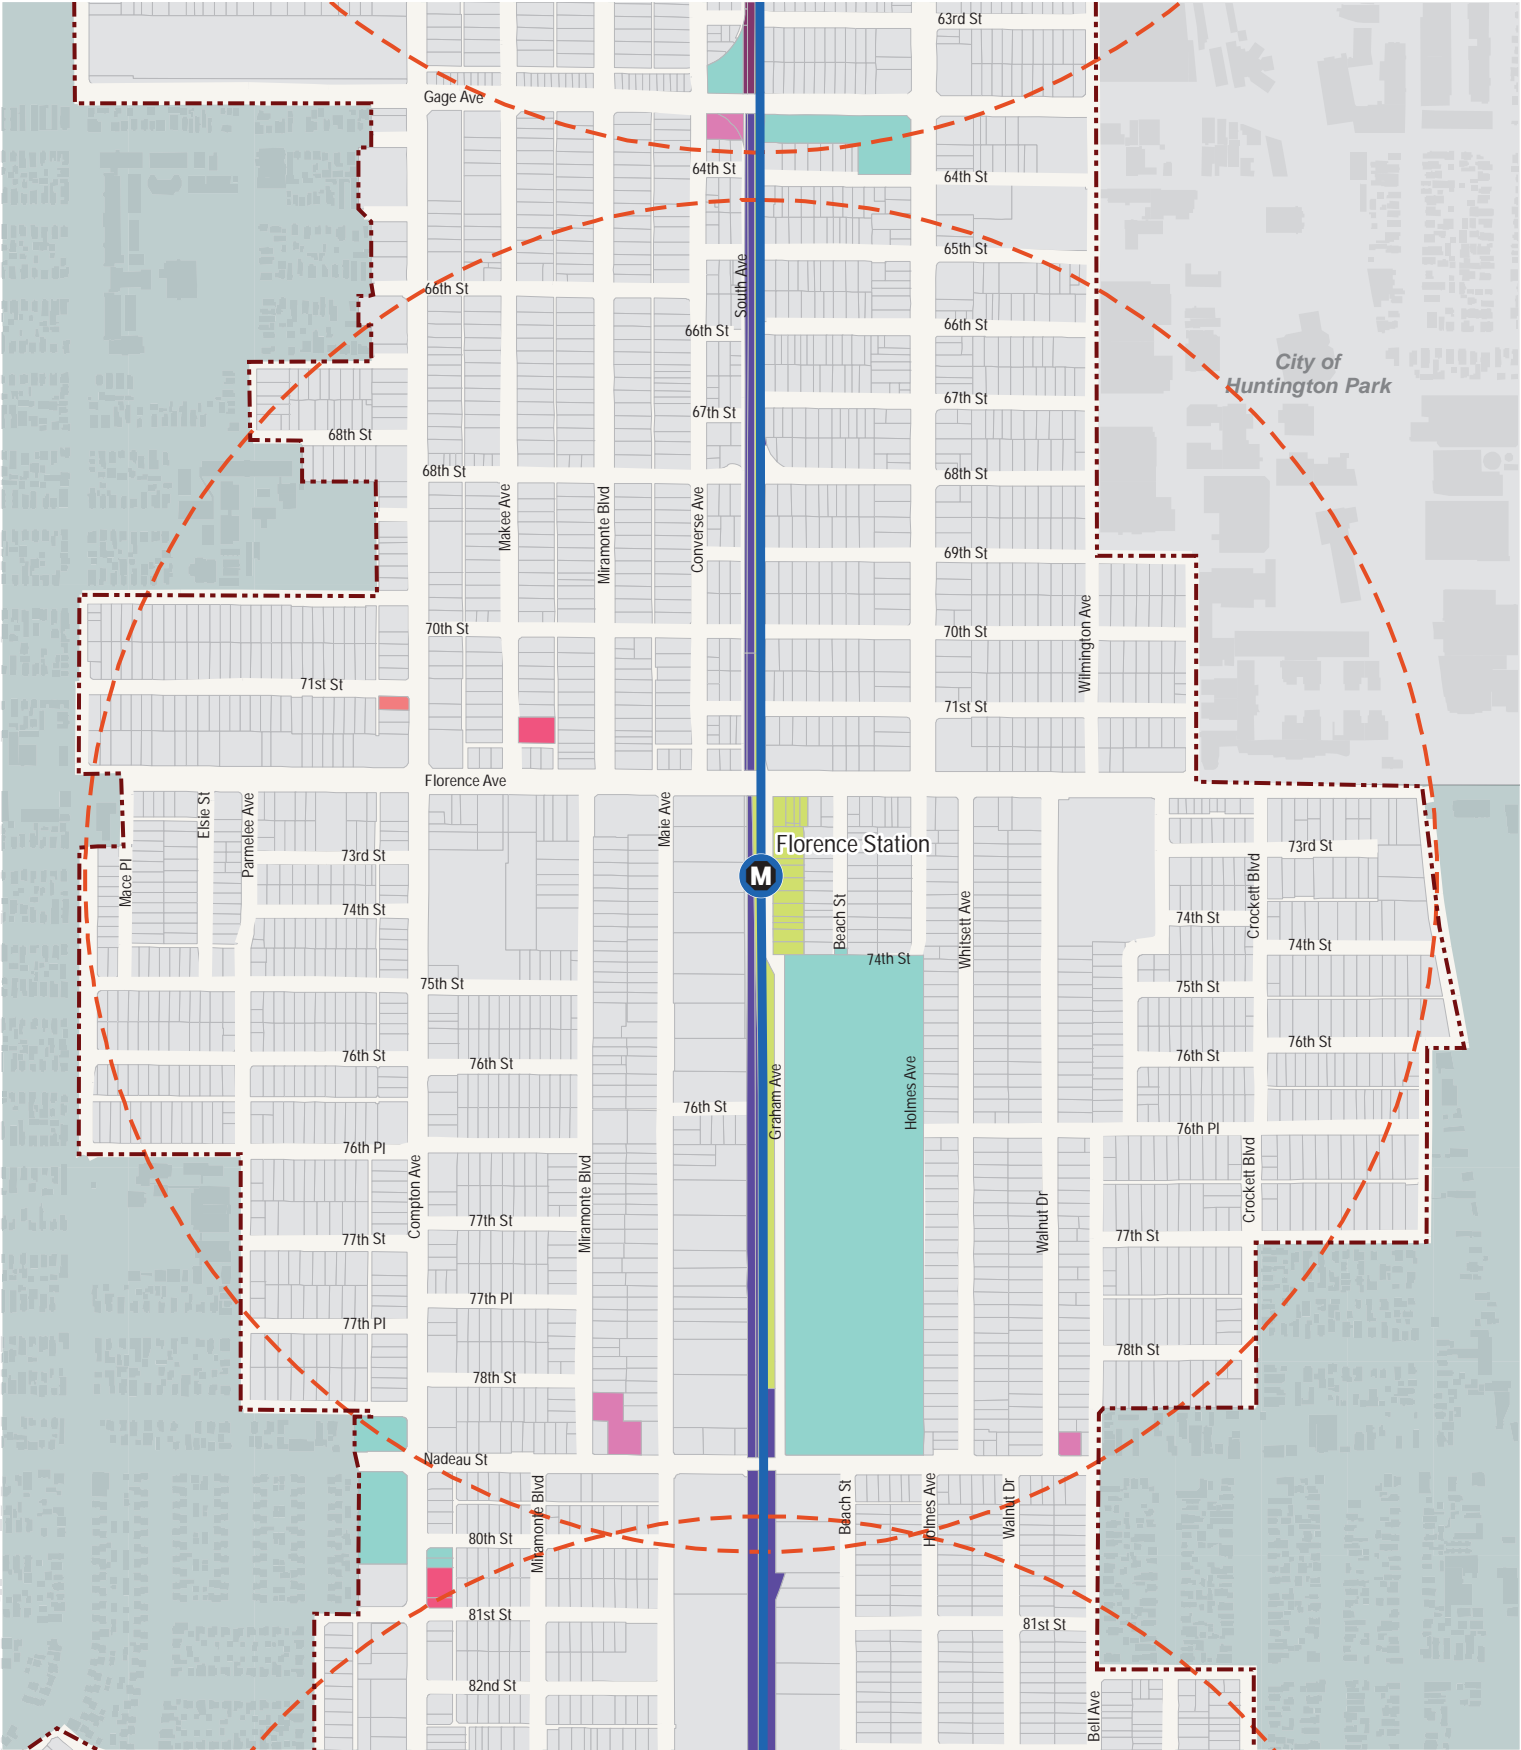 63rd St
Gage Ave
64th St
64th St
65th St
South Ave
66th St
66th St
66th St
City of
Huntington Park
67th St
67th St
68th St
68th St
68th St
Makee Ave
Miramonte Blvd
Converse Ave
69th St
70th St
70th St
Wilmington Ave
71st St
71st St
Florence Ave
Elsie St
Parmelee Ave
Maie Ave
Florence Station
M
73rd St
73rd St
Mace Pl
Beach St
Whitsett Ave
Crockett Blvd
74th St
74th St
74th St
74th St
75th St
75th St
76th St
76th St
76th St
76th St
76th St
Graham Ave
Holmes Ave
76th Pl
76th Pl
Compton Ave
Miramonte Blvd
Walnut Dr
Crockett Blvd
77th St
77th St
77th St
77th Pl
77th Pl
78th St
78th St
Nadeau St
Miramonte Blvd
Beach St
Holmes Ave
Walnut Dr
80th St
81st St
81st St
82nd St
Bell Ave